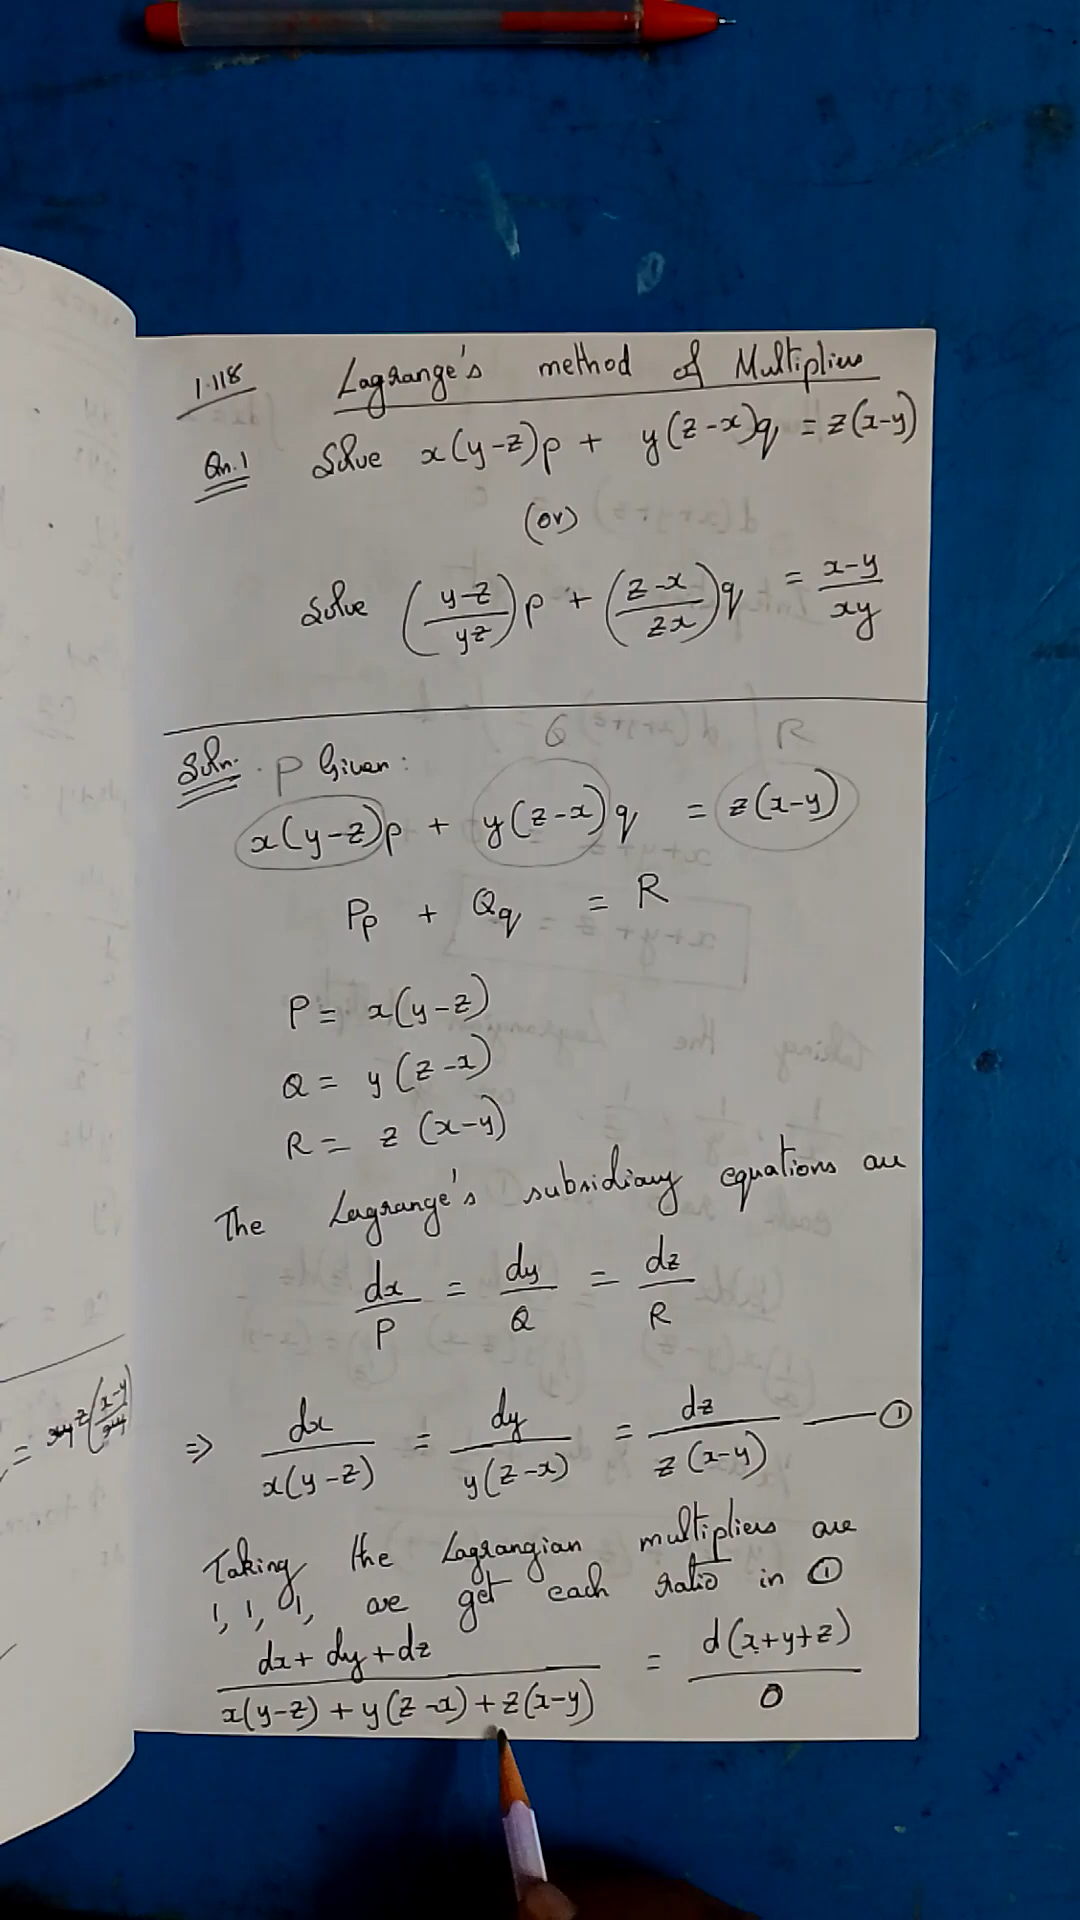 1.118 Lagrange's method of Multipliers
Qn.1 Solve x(y-z)p + y(z-x)q = z(x-y)
(or)
Solve ((y-z)/(yz))p + ((z-x)/(zx))q = (x-y)/(xy)
Q R
Soln. P Given:
x(y-z)p + y(z-x)q = z(x-y)
Pp + Qq = R
P = x(y-z)
Q = y(z-x)
R = z(x-y)
The Lagrange's subsidiary equations are
dx/P = dy/Q = dz/R
⇒ dx/(x(y-z)) = dy/(y(z-x)) = dz/(z(x-y)) —— ①
Taking the Lagrangian multipliers are
1, 1, 1, we get each ratio in ①
(dx+dy+dz)/(x(y-z)+y(z-x)+z(x-y)) = d(x+y+z)/0